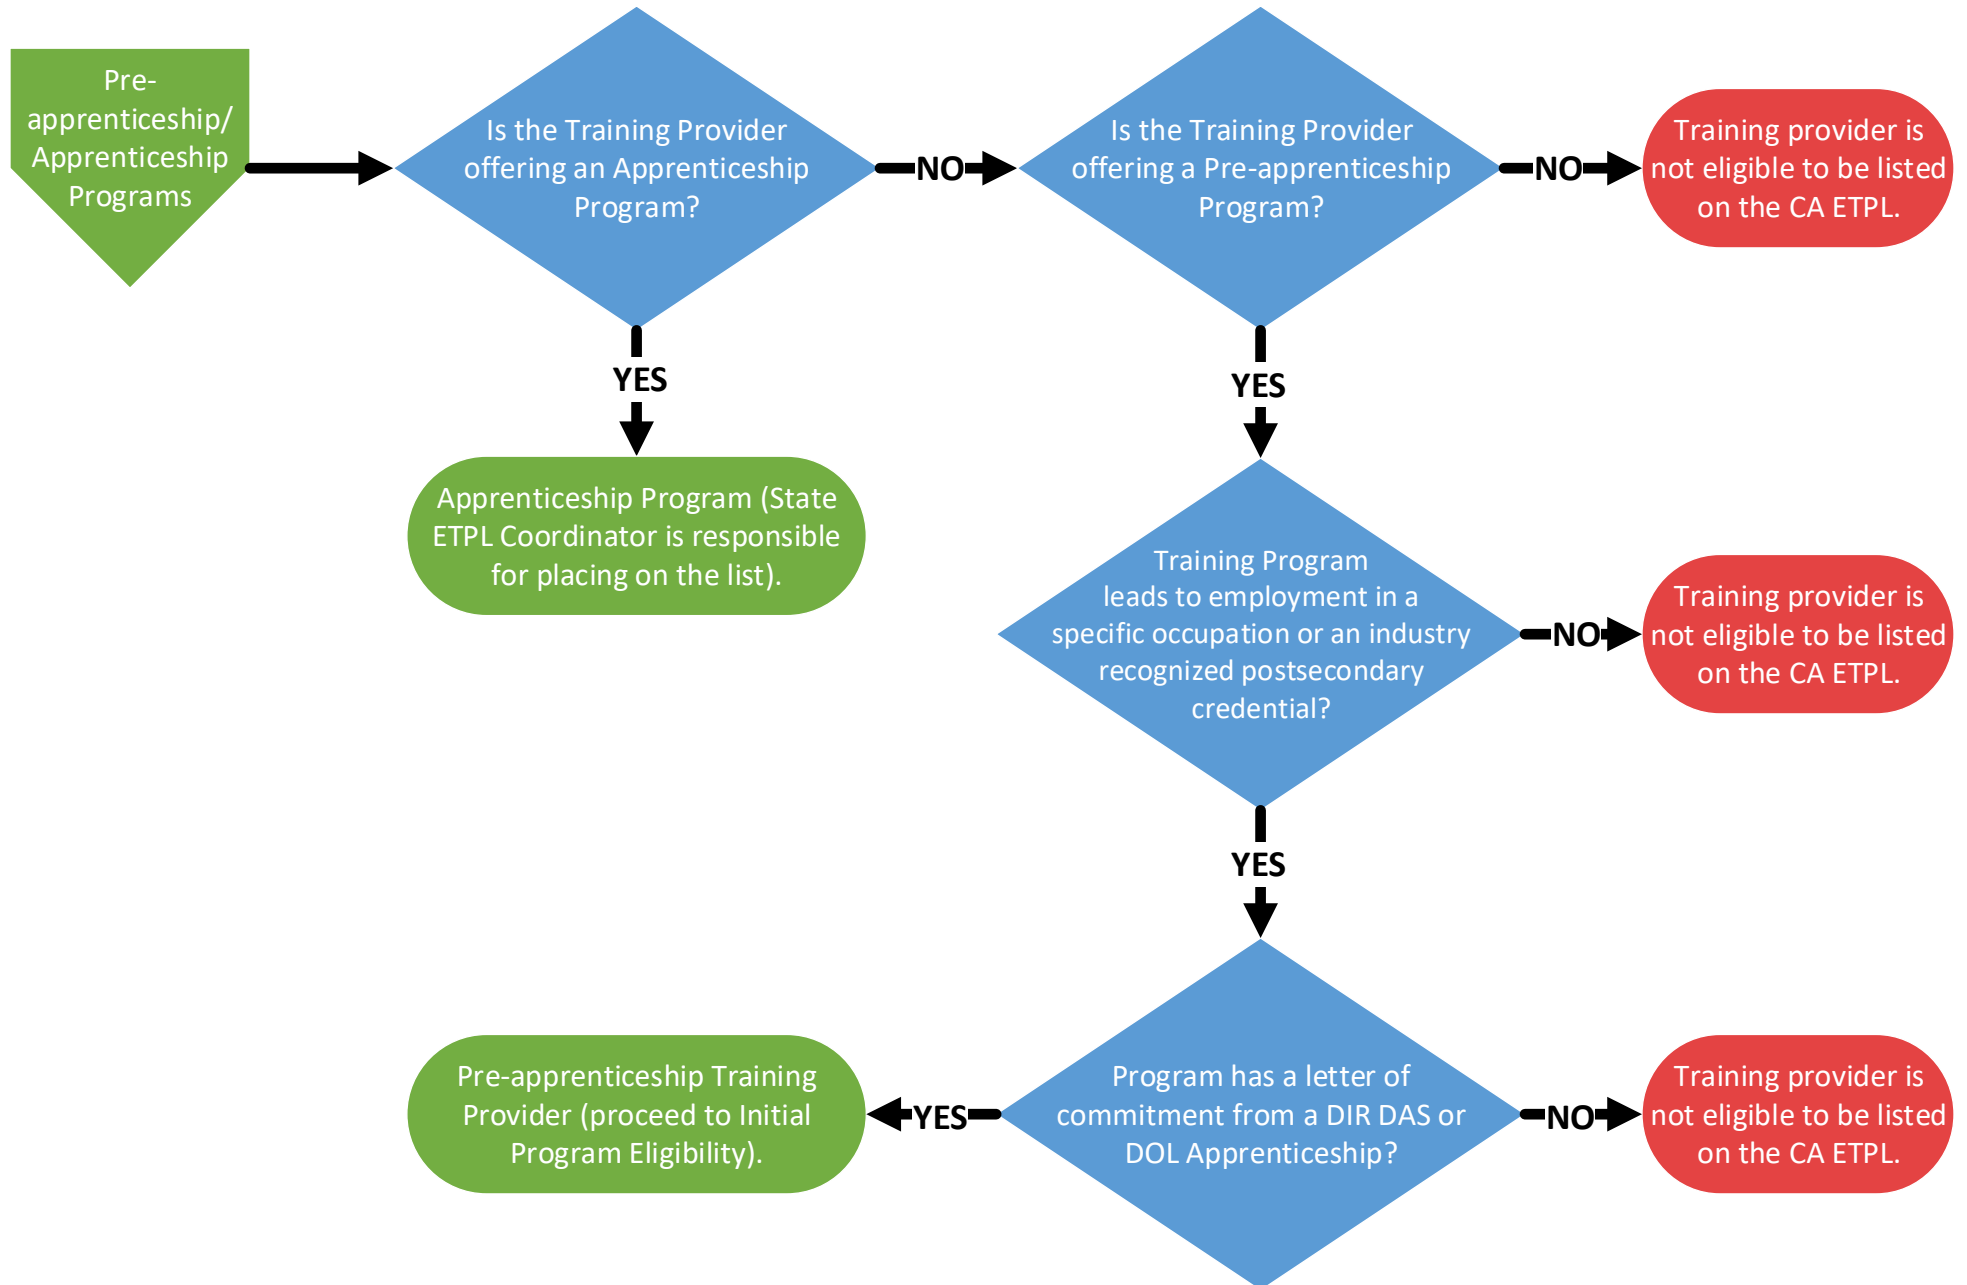 Pre-
apprenticeship/
Apprenticeship
Programs
Is the Training Provider
offering an Apprenticeship
Program?
NO
Is the Training Provider
offering a Pre-apprenticeship
Program?
NO
Training provider is
not eligible to be listed
on the CA ETPL.
YES
YES
Apprenticeship Program (State
ETPL Coordinator is responsible
for placing on the list).
Training Program
leads to employment in a
specific occupation or an industry
recognized postsecondary
credential?
NO
Training provider is
not eligible to be listed
on the CA ETPL.
YES
Pre-apprenticeship Training
Provider (proceed to Initial
Program Eligibility).
YES
Program has a letter of
commitment from a DIR DAS or
DOL Apprenticeship?
NO
Training provider is
not eligible to be listed
on the CA ETPL.